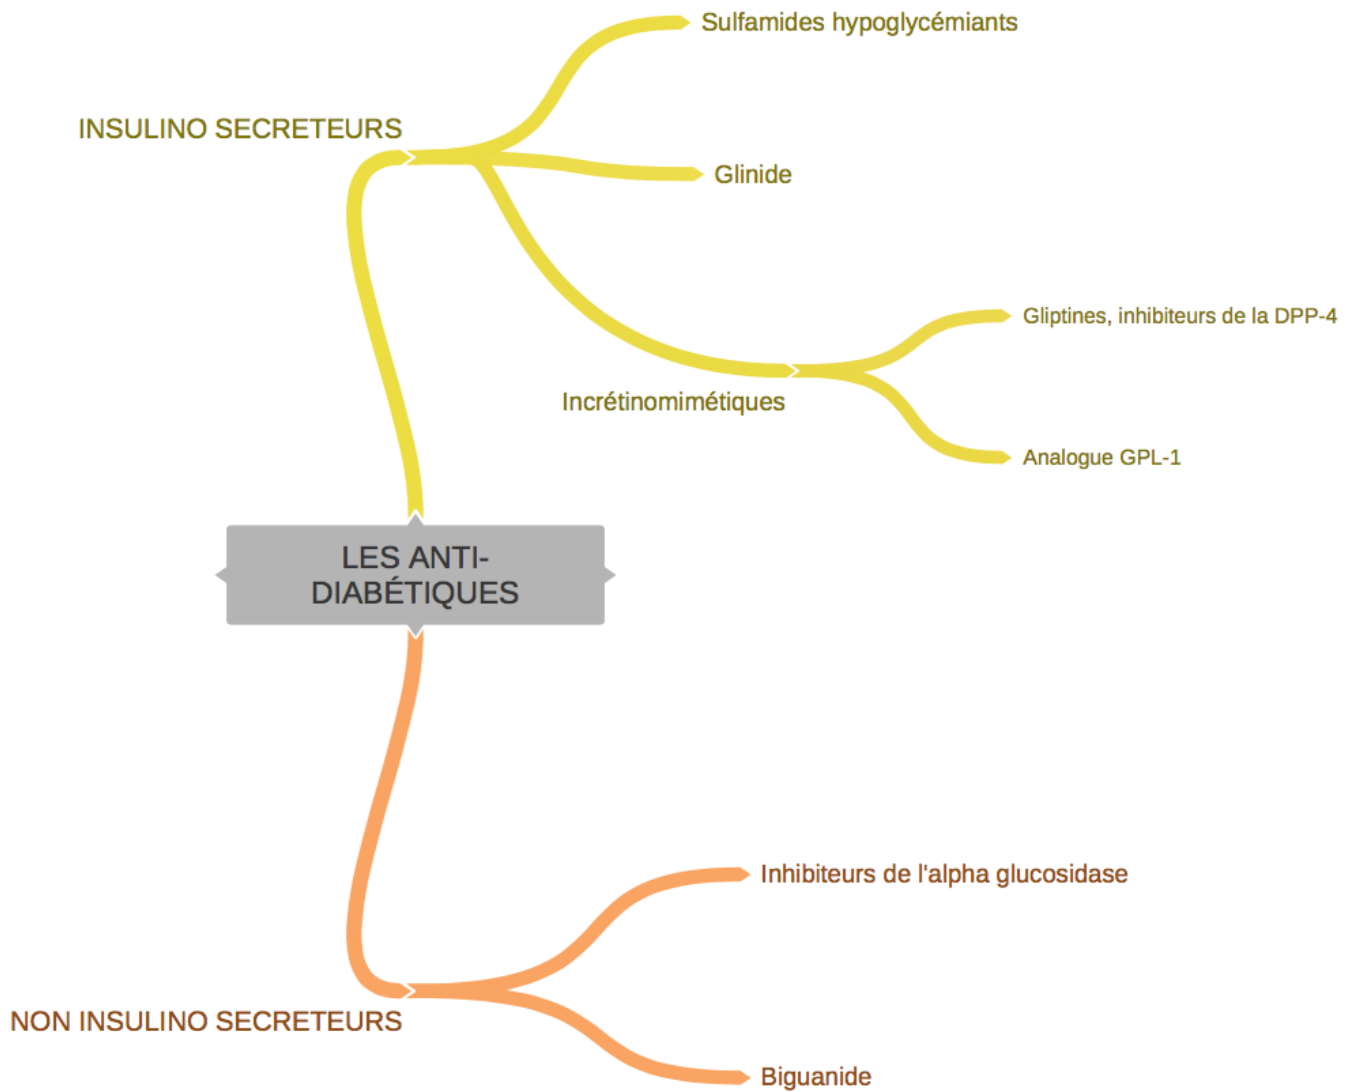 Sulfamides hypoglycémiants
INSULINO SECRETEURS
Glinide
Gliptines, inhibiteurs de la DPP-4
Incrétinomimétiques
Analogue GPL-1
LES ANTI-
DIABÉTIQUES
Inhibiteurs de l'alpha glucosidase
NON INSULINO SECRETEURS
Biguanide